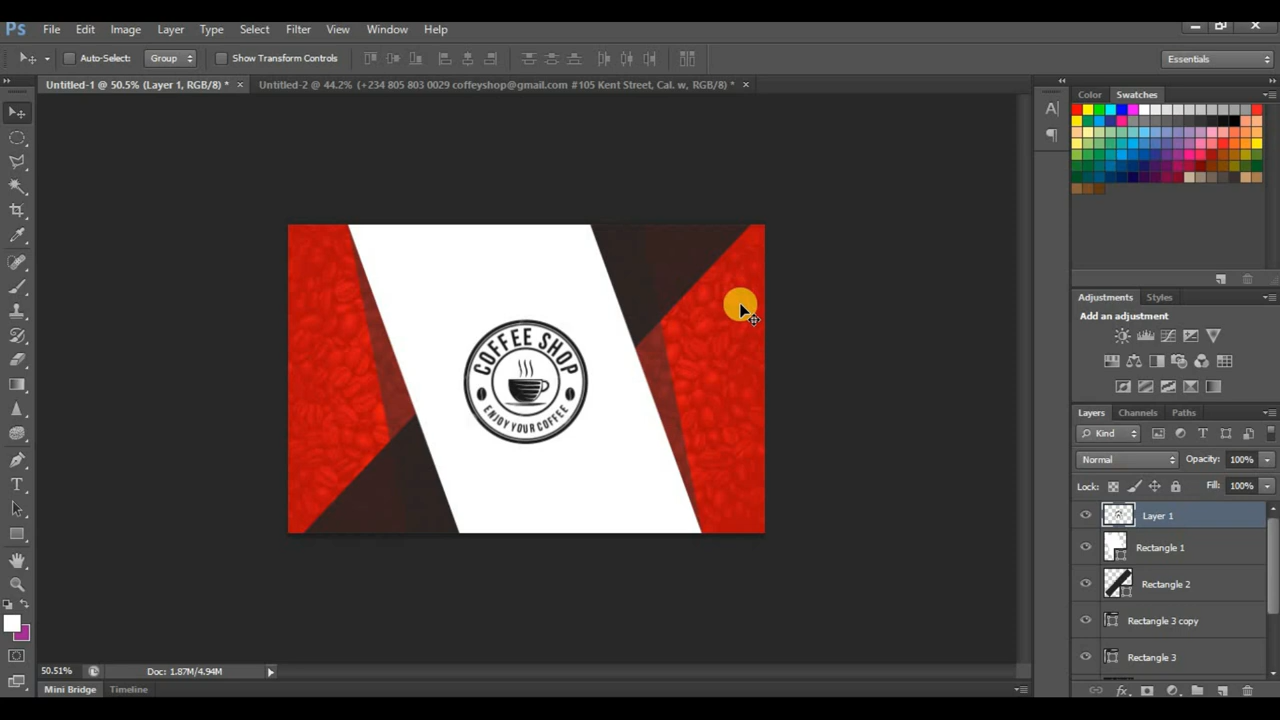 Ps File Edit Image Layer Type Select Filter View Window Help
Auto-Select: Group Show Transform Controls Essentials
Untitled-1 @ 50.5% (Layer 1, RGB/8) * × Untitled-2 @ 44.2% (+234 805 803 0029 coffeyshop@gmail.com #105 Kent Street, Cal. w, RGB/8) * ×
Color Swatches
COFFEE SHOP
ENJOY YOUR COFFEE
Adjustments Styles
Add an adjustment
Layers Channels Paths
Kind
Normal Opacity: 100%
Lock: Fill: 100%
Layer 1
Rectangle 1
Rectangle 2
Rectangle 3 copy
Rectangle 3
50.51% Doc: 1.87M/4.94M
Mini Bridge Timeline